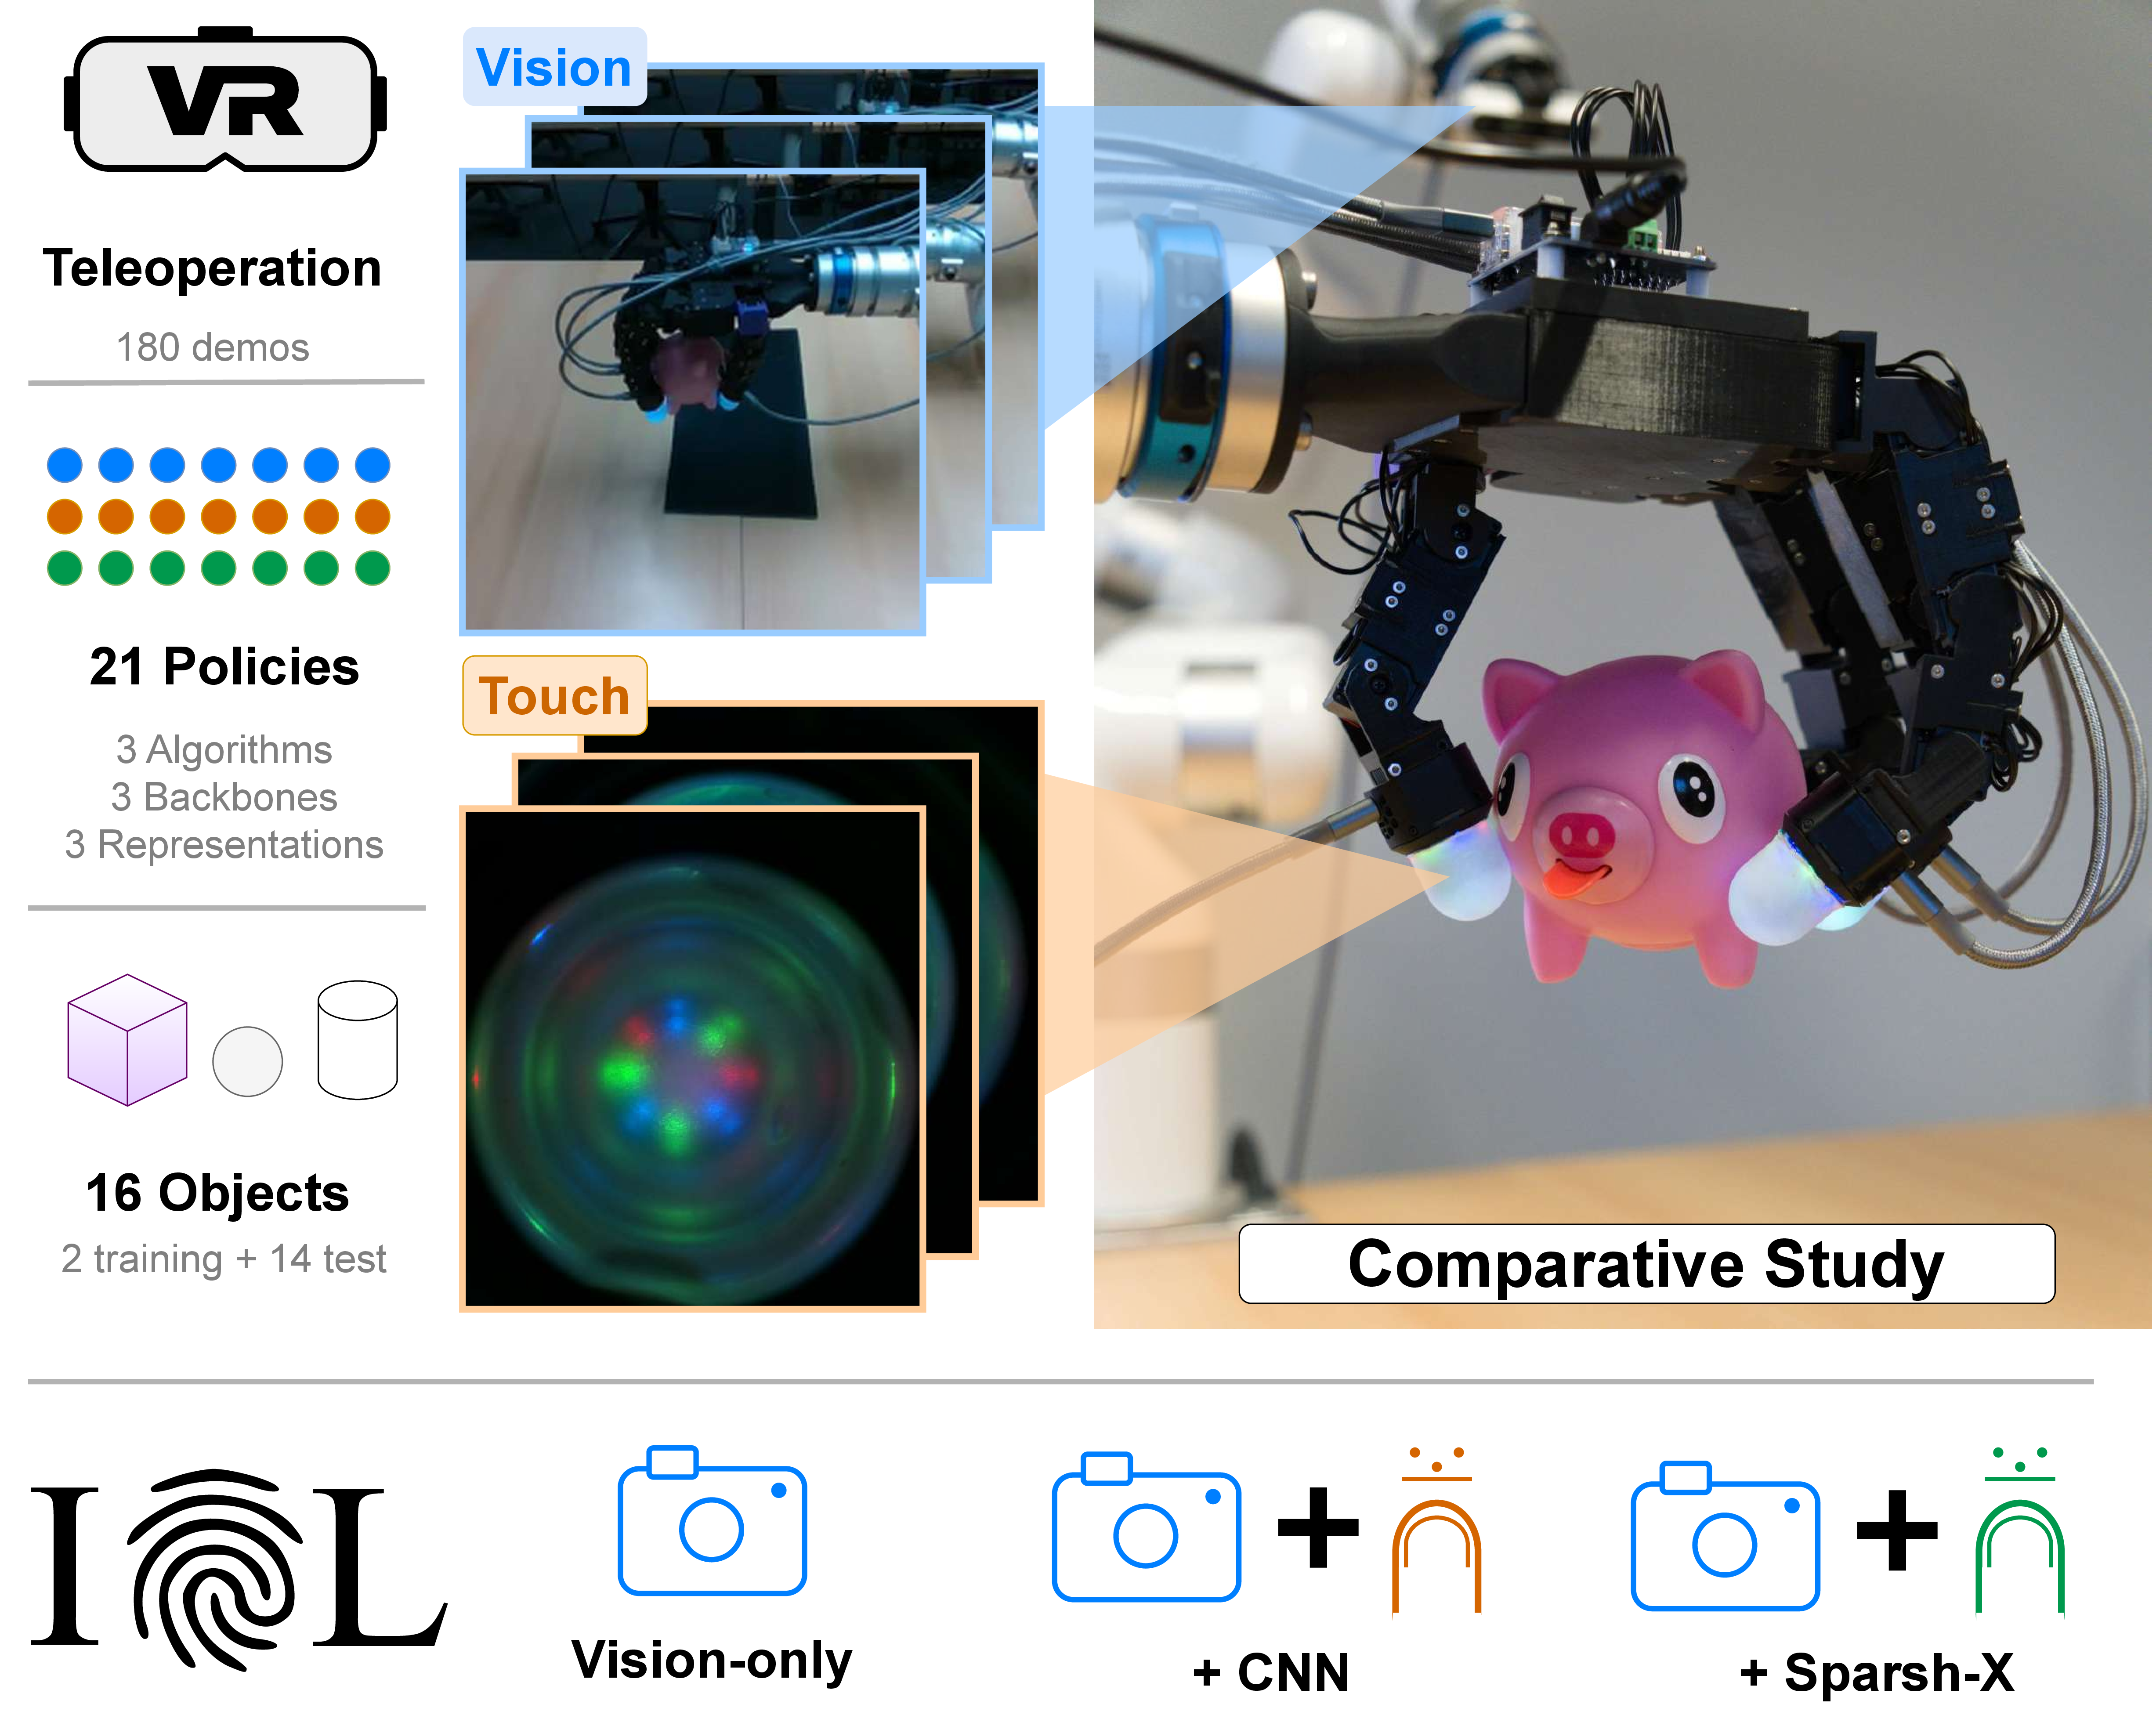 VR
Teleoperation
180 demos
21 Policies
3 Algorithms
3 Backbones
3 Representations
16 Objects
2 training + 14 test
Vision
Touch
Comparative Study
I L
Vision-only
+ CNN
+ Sparsh-X